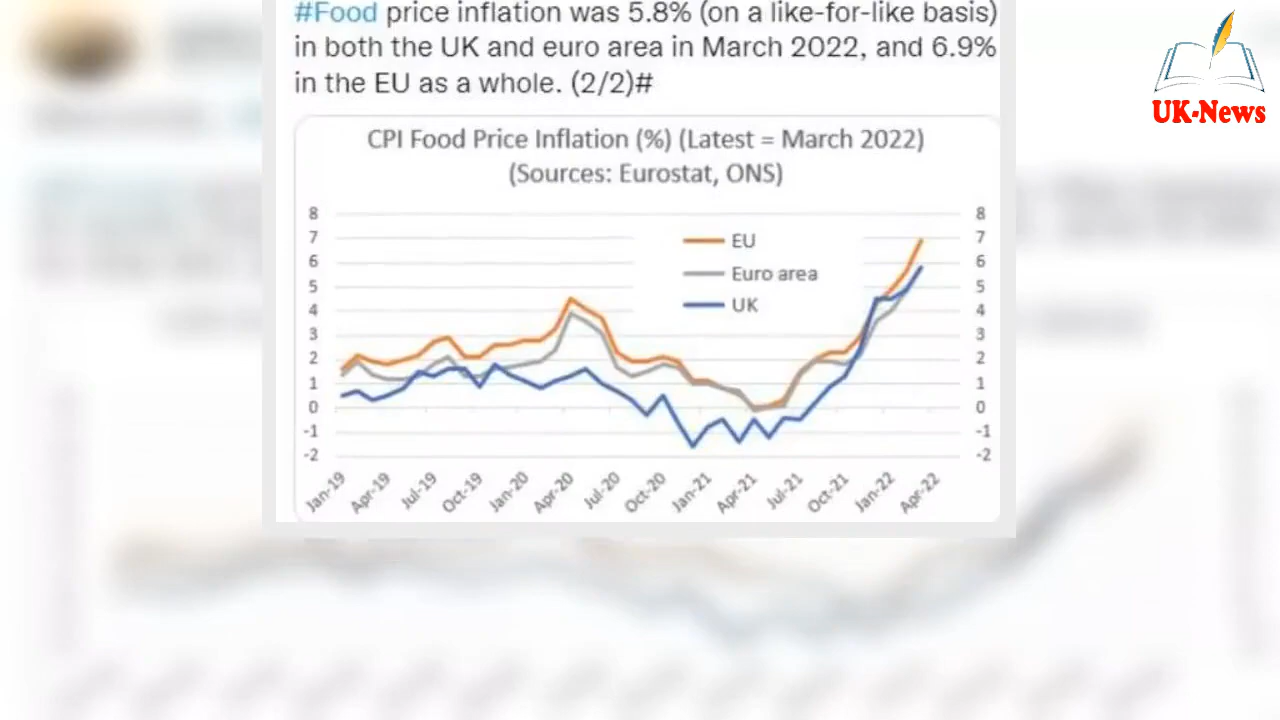 #Food price inflation was 5.8% (on a like-for-like basis)
in both the UK and euro area in March 2022, and 6.9%
in the EU as a whole. (2/2)#
UK-News
CPI Food Price Inflation (%) (Latest = March 2022)
(Sources: Eurostat, ONS)
8
7
6
5
4
3
2
1
0
-1
-2
EU
Euro area
UK
8
7
6
5
4
3
2
1
0
-1
-2
Jan-19
Apr-19
Jul-19
Oct-19
Jan-20
Apr-20
Jul-20
Oct-20
Jan-21
Apr-21
Jul-21
Oct-21
Jan-22
Apr-22